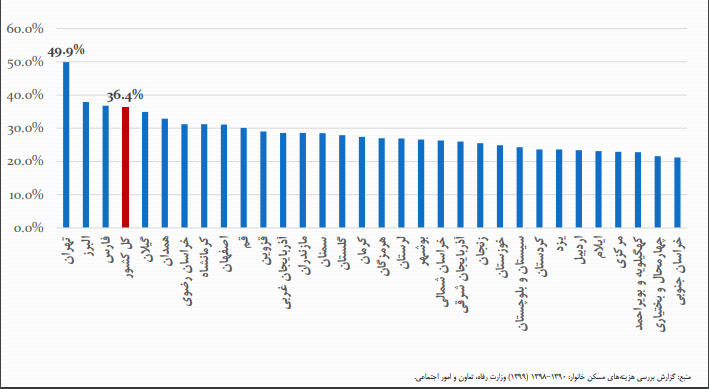 60.0%
50.0%
40.0%
30.0%
20.0%
10.0%
0.0%
49.9%
36.4%
تهران
البرز
فارس
کل کشور
گیلان
همدان
خراسان رضوی
کرمانشاه
اصفهان
قم
قزوین
آذربایجان غربی
مازندران
سمنان
گلستان
کرمان
هرمزگان
لرستان
بوشهر
خراسان شمالی
آذربایجان شرقی
زنجان
خوزستان
سیستان و بلوچستان
کردستان
یزد
اردبیل
ایلام
مرکزی
کهگیلویه و بویراحمد
چهارمحال و بختیاری
خراسان جنوبی
منبع: گزارش بررسی هزینه‌های مسکن خانوار: ۱۳۹۰-۱۳۹۸ (۱۳۹۹) وزارت رفاه، تعاون و امور اجتماعی.